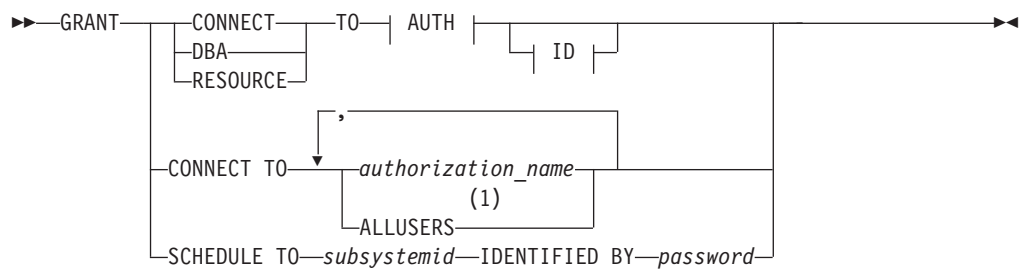 GRANT CONNECT TO AUTH
DBA ID
RESOURCE
,
CONNECT TO authorization_name
(1)
ALLUSERS
SCHEDULE TO subsystemid IDENTIFIED BY password